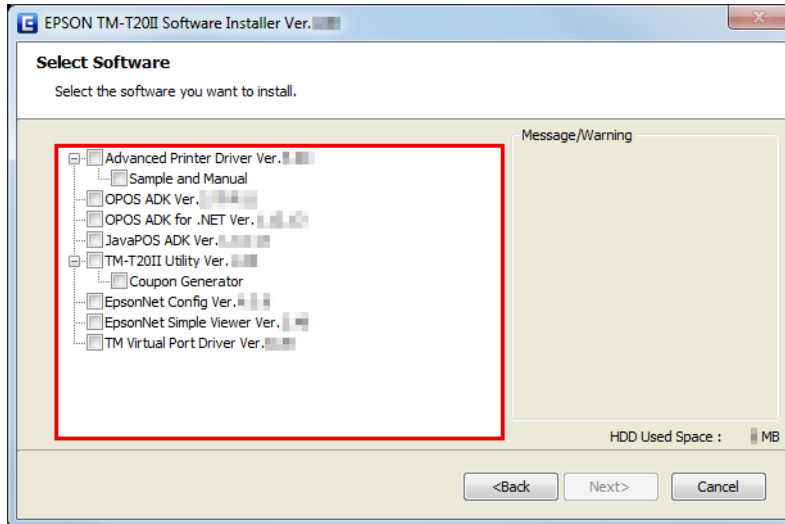 EPSON TM-T20II Software Installer Ver.
Select Software
Select the software you want to install.
Message/Warning
Advanced Printer Driver Ver.
Sample and Manual
OPOS ADK Ver.
OPOS ADK for .NET Ver.
JavaPOS ADK Ver.
TM-T20II Utility Ver.
Coupon Generator
EpsonNet Config Ver.
EpsonNet Simple Viewer Ver.
TM Virtual Port Driver Ver.
HDD Used Space : MB
<Back Next> Cancel